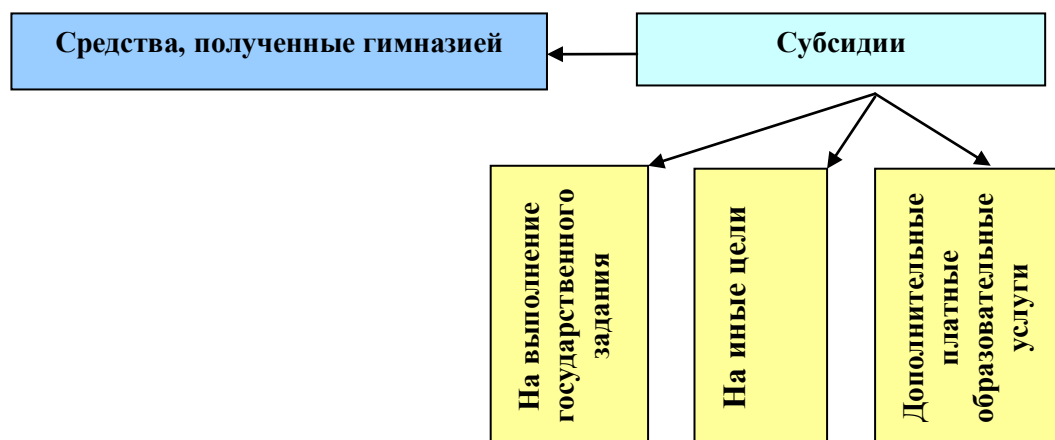 Средства, полученные гимназией
Субсидии
На выполнение
государственного
задания
На иные цели
Дополнительные
платные
образовательные
услуги